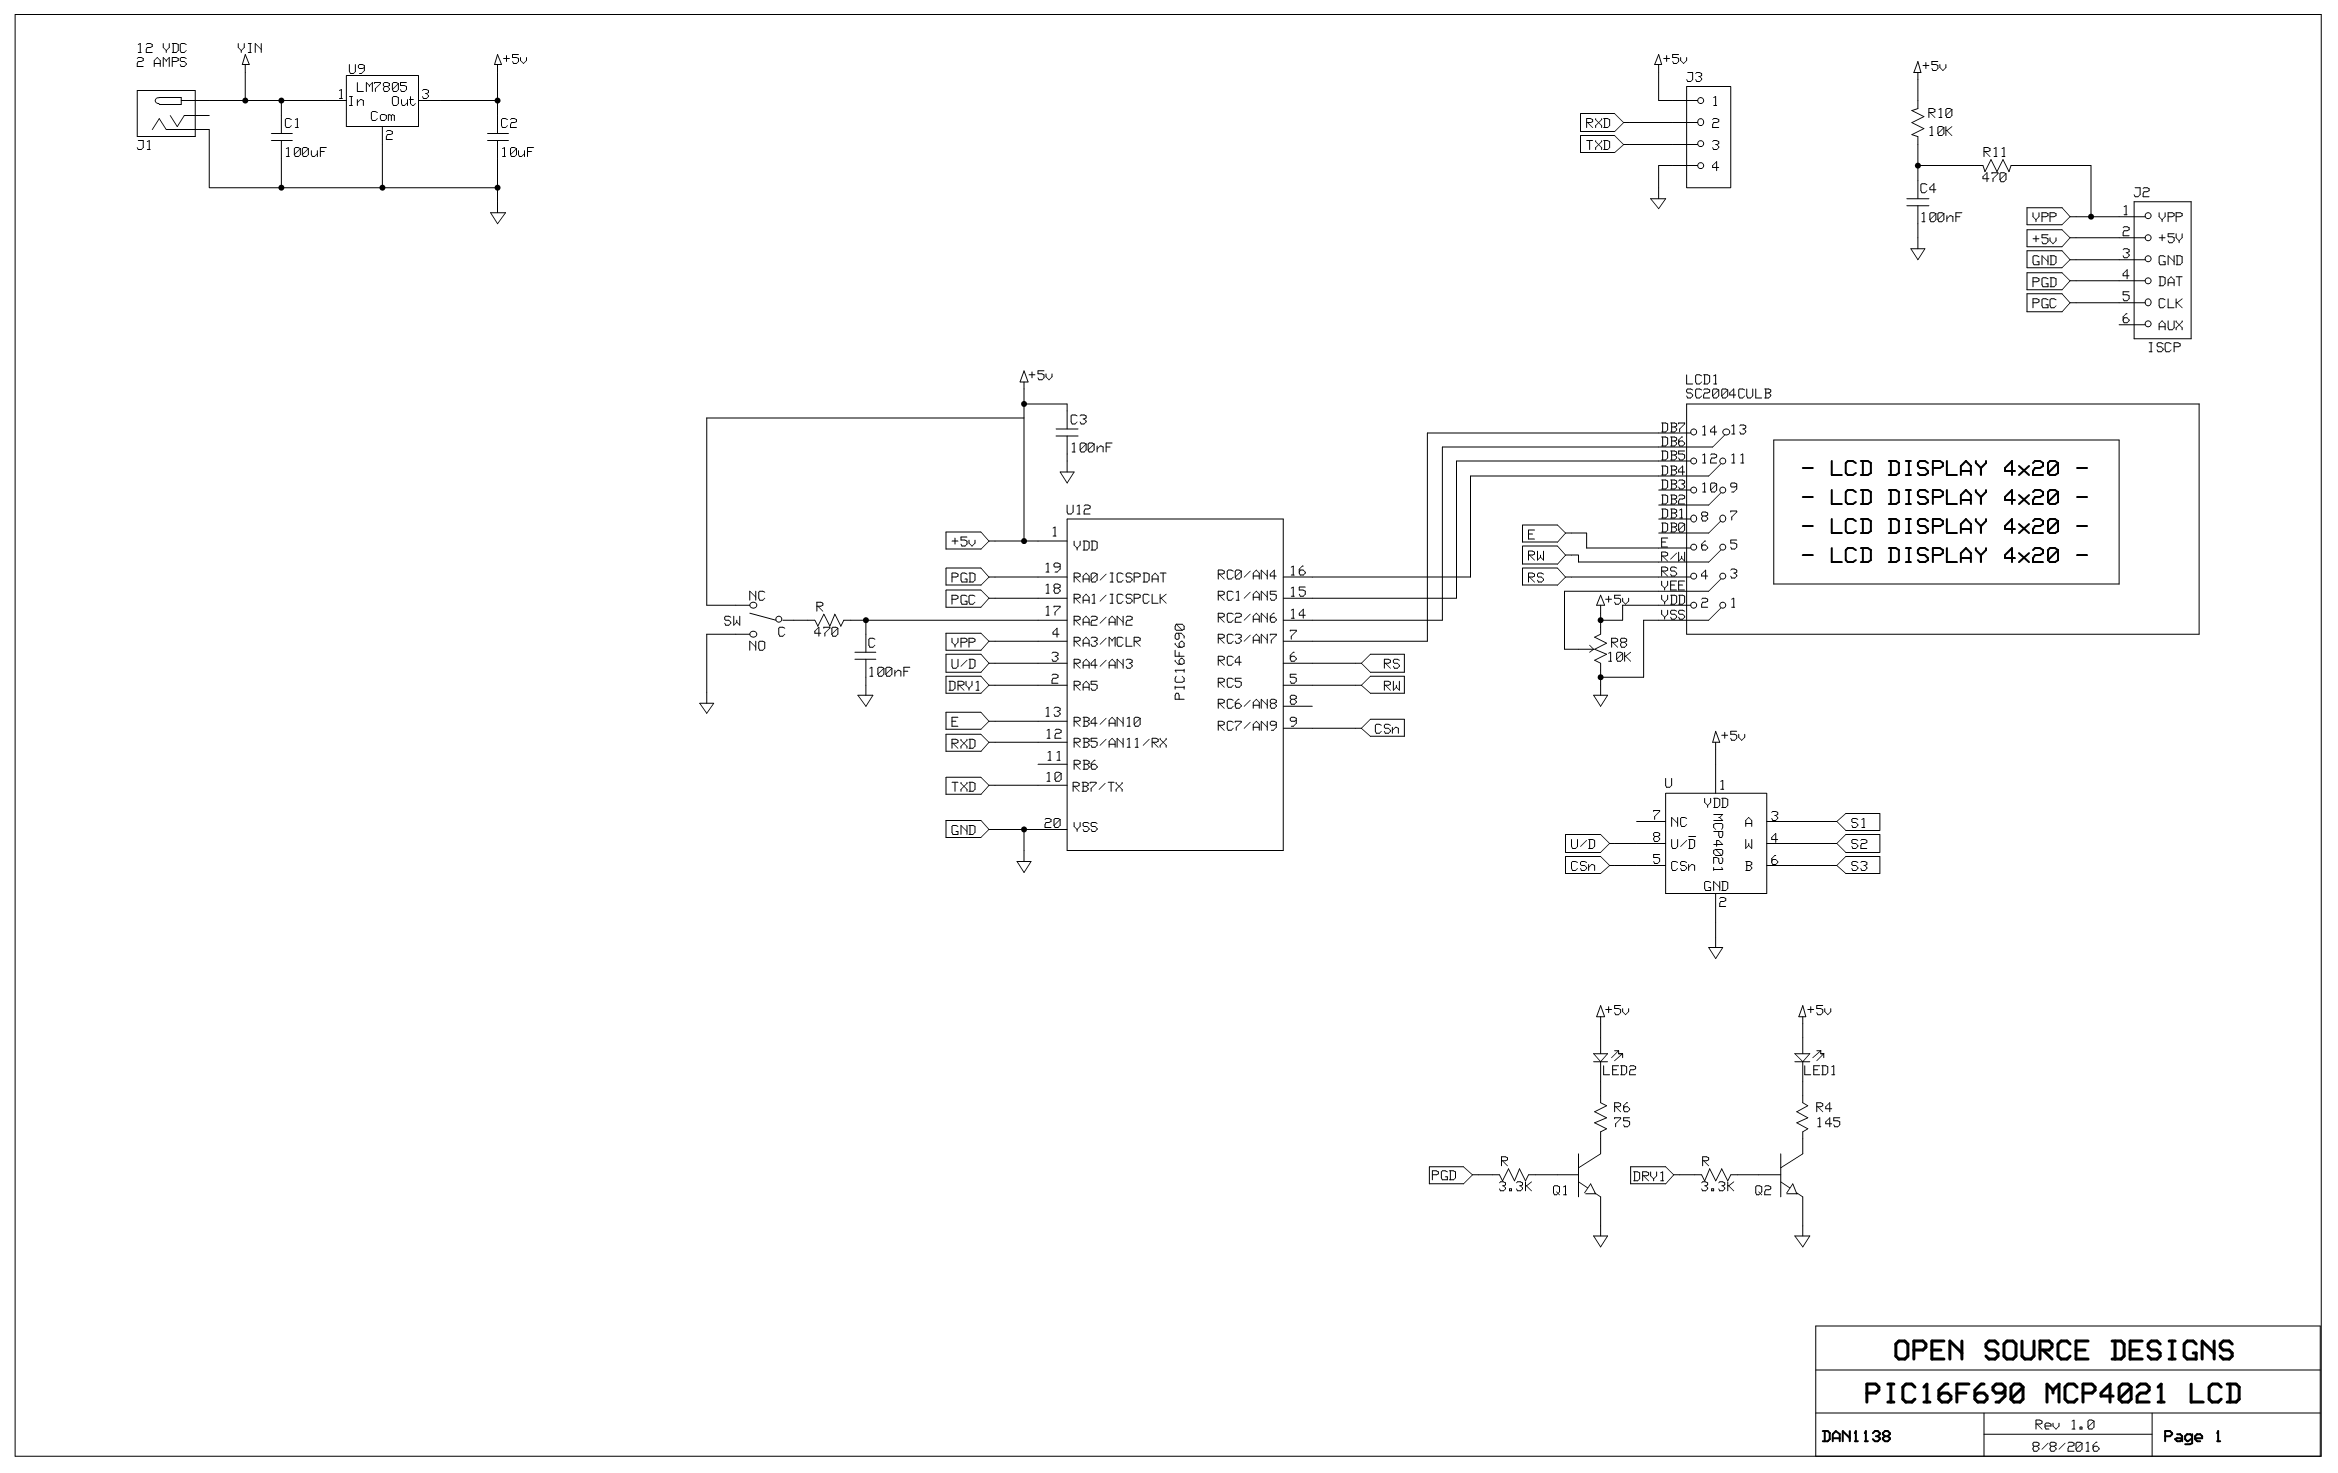 12 VDC
2 AMPS
VIN
J1
C1
100uF
U9
LM7805
1
In
Out
3
Com
2
+5v
C2
10uF
+5v
J3
1
RXD
2
TXD
3
4
+5v
R10
10K
R11
470
C4
100nF
J2
VPP
1
VPP
+5v
2
+5V
GND
3
GND
PGD
4
DAT
PGC
5
CLK
6
AUX
ISCP
+5v
C3
100nF
NC
SW
C
NO
R
470
C
100nF
U12
PIC16F690
+5v
1
VDD
PGD
19
RA0/ICSPDAT
PGC
18
RA1/ICSPCLK
17
RA2/AN2
VPP
4
RA3/MCLR
U/D
3
RA4/AN3
DRV1
2
RA5
E
13
RB4/AN10
RXD
12
RB5/AN11/RX
11
RB6
TXD
10
RB7/TX
GND
20
VSS
RC0/AN4
16
RC1/AN5
15
RC2/AN6
14
RC3/AN7
7
RC4
6
RS
RC5
5
RW
RC6/AN8
8
RC7/AN9
9
CSn
LCD1
SC2004CULB
DB7
14
13
DB6
DB5
12
11
DB4
DB3
10
9
DB2
DB1
8
7
DB0
E
E
6
5
RW
R/W
RS
RS
4
3
VEE
+5v
VDD
2
1
VSS
R8
10K
- LCD DISPLAY 4x20 -
- LCD DISPLAY 4x20 -
- LCD DISPLAY 4x20 -
- LCD DISPLAY 4x20 -
+5v
U
1
VDD
MCP4021
7
NC
A
3
S1
U/D
8
U/D
W
4
S2
CSn
5
CSn
B
6
S3
GND
2
+5v
LED2
R6
75
PGD
R
3.3K
Q1
+5v
LED1
R4
145
DRV1
R
3.3K
Q2
OPEN SOURCE DESIGNS
PIC16F690 MCP4021 LCD
DAN1138
Rev 1.0
8/8/2016
Page 1